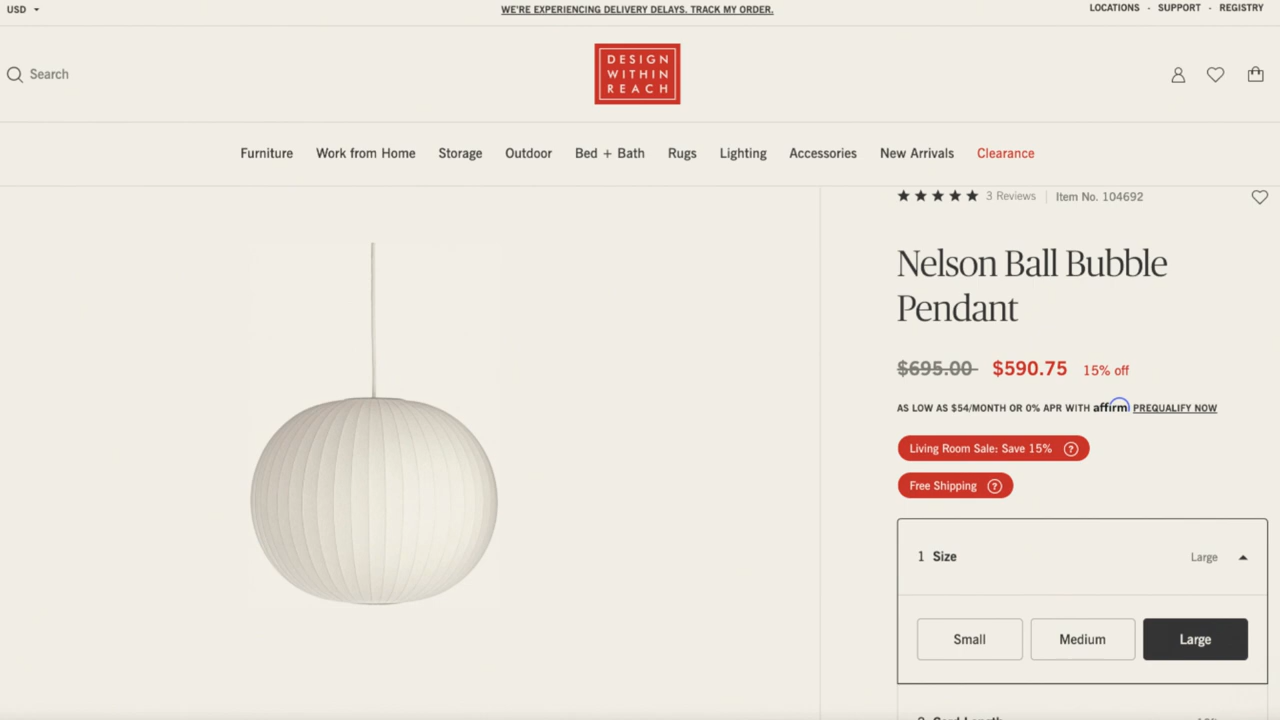 USD
WE'RE EXPERIENCING DELIVERY DELAYS. TRACK MY ORDER.
LOCATIONS · SUPPORT · REGISTRY
Search
DESIGN
WITHIN
REACH
Furniture Work from Home Storage Outdoor Bed + Bath Rugs Lighting Accessories New Arrivals Clearance
3 Reviews | Item No. 104692
Nelson Ball Bubble
Pendant
$695.00 $590.75 15% off
AS LOW AS $54/MONTH OR 0% APR WITH affirm PREQUALIFY NOW
Living Room Sale: Save 15% ?
Free Shipping ?
1 Size Large
Small Medium Large